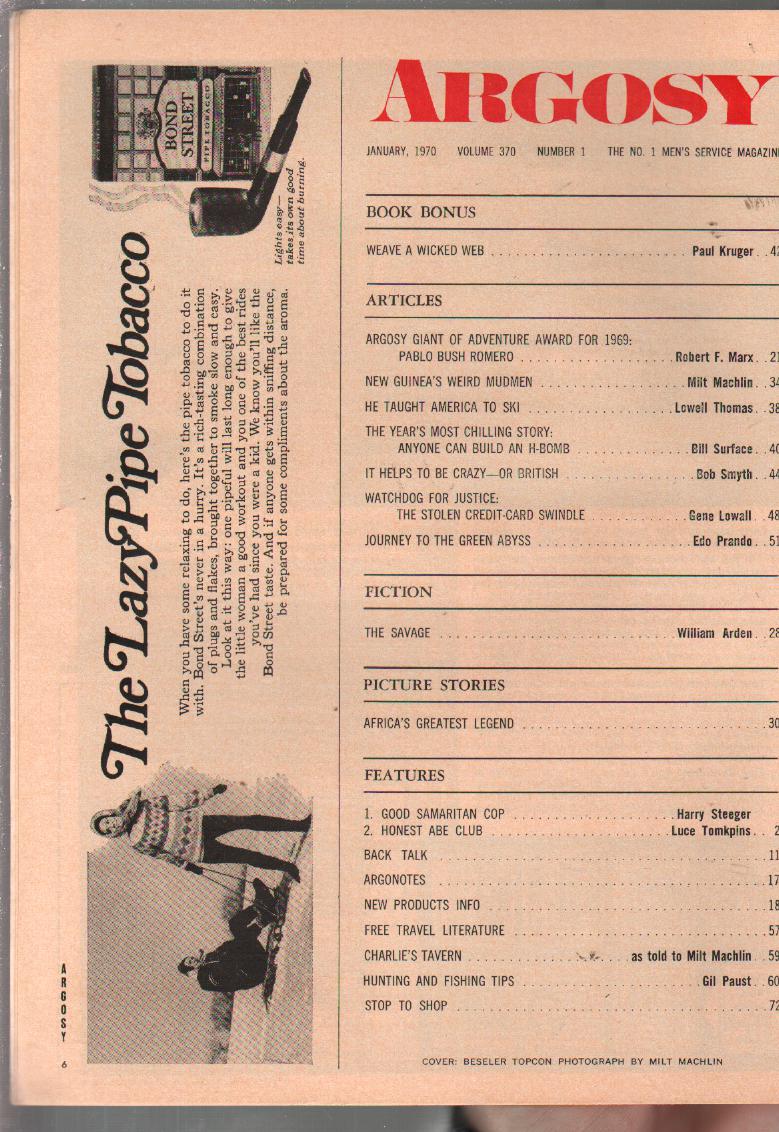 ARGOSY
JANUARY, 1970 VOLUME 370 NUMBER 1 THE NO. 1 MEN'S SERVICE MAGAZIN
BOOK BONUS
WEAVE A WICKED WEB . . . . . . . . . . . . . . . . . . . . . . . Paul Kruger . . 42
ARTICLES
ARGOSY GIANT OF ADVENTURE AWARD FOR 1969:
PABLO BUSH ROMERO . . . . . . . . . . . . . . . . . . Robert F. Marx . . 21
NEW GUINEA'S WEIRD MUDMEN . . . . . . . . . . . . . . . . . Milt Machlin . . 34
HE TAUGHT AMERICA TO SKI . . . . . . . . . . . . . . . . . Lowell Thomas . . 38
THE YEAR'S MOST CHILLING STORY:
ANYONE CAN BUILD AN H-BOMB . . . . . . . . . . . . . Bill Surface . . 40
IT HELPS TO BE CRAZY—OR BRITISH . . . . . . . . . . . . . . Bob Smyth . . 44
WATCHDOG FOR JUSTICE:
THE STOLEN CREDIT-CARD SWINDLE . . . . . . . . . . . Gene Lowall . . 48
JOURNEY TO THE GREEN ABYSS . . . . . . . . . . . . . . . . . Edo Prando . . 51
FICTION
THE SAVAGE . . . . . . . . . . . . . . . . . . . . . . . . . . . William Arden . . 28
PICTURE STORIES
AFRICA'S GREATEST LEGEND . . . . . . . . . . . . . . . . . . . . . . . . . . . . 30
FEATURES
1. GOOD SAMARITAN COP . . . . . . . . . . . . . . . . . . . Harry Steeger
2. HONEST ABE CLUB . . . . . . . . . . . . . . . . . . . . . Luce Tomkpins . . 2
BACK TALK . . . . . . . . . . . . . . . . . . . . . . . . . . . . . . . . . . . . . 11
ARGONOTES . . . . . . . . . . . . . . . . . . . . . . . . . . . . . . . . . . . . 17
NEW PRODUCTS INFO . . . . . . . . . . . . . . . . . . . . . . . . . . . . . . . 18
FREE TRAVEL LITERATURE . . . . . . . . . . . . . . . . . . . . . . . . . . . . 57
CHARLIE'S TAVERN . . . . . . . . . . . . . . . . . as told to Milt Machlin . . 59
HUNTING AND FISHING TIPS . . . . . . . . . . . . . . . . . . . . Gil Paust . . 60
STOP TO SHOP . . . . . . . . . . . . . . . . . . . . . . . . . . . . . . . . . . 72
COVER: BESELER TOPCON PHOTOGRAPH BY MILT MACHLIN
The Lazy Pipe Tobacco
When you have some relaxing to do, here's the pipe tobacco to do it
with. Bond Street's never in a hurry. It's a rich-tasting combination
of plugs and flakes, brought together to smoke slow and easy.
Look at it this way: one pipeful will last long enough to give
the little woman a good workout and you one of the best rides
you've had since you were a kid. We know you'll like the
Bond Street taste. And if anyone gets within sniffing distance,
be prepared for some compliments about the aroma.
BOND
STREET
PIPE TOBACCO
Lights easy—
takes its own good
time about burning.
ARGOSY
6